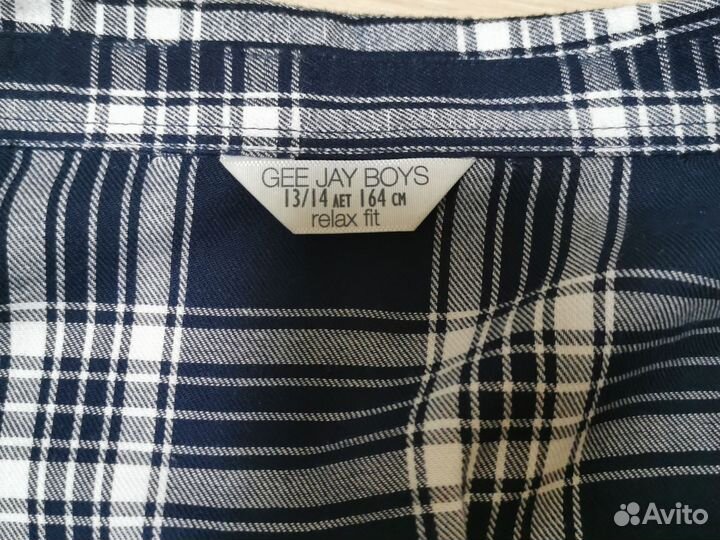 GEE JAY BOYS
13/14 ЛЕТ 164 СМ
relax fit
Avito